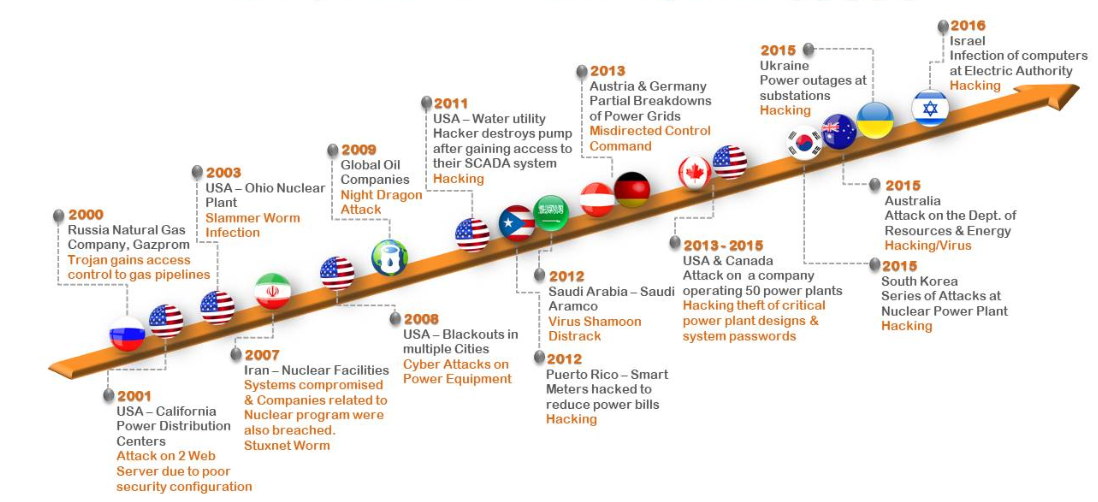 2000
Russia Natural Gas
Company, Gazprom
Trojan gains access
control to gas pipelines
2001
USA – California
Power Distribution
Centers
Attack on 2 Web
Server due to poor
security configuration
2003
USA – Ohio Nuclear
Plant
Slammer Worm
Infection
2007
Iran – Nuclear Facilities
Systems compromised
& Companies related to
Nuclear program were
also breached.
Stuxnet Worm
2009
Global Oil
Companies
Night Dragon
Attack
2008
USA – Blackouts in
multiple Cities
Cyber Attacks on
Power Equipment
2011
USA – Water utility
Hacker destroys pump
after gaining access to
their SCADA system
Hacking
2012
Saudi Arabia – Saudi
Aramco
Virus Shamoon
Distrack
2012
Puerto Rico – Smart
Meters hacked to
reduce power bills
Hacking
2013
Austria & Germany
Partial Breakdowns
of Power Grids
Misdirected Control
Command
2013 - 2015
USA & Canada
Attack on a company
operating 50 power plants
Hacking theft of critical
power plant designs &
system passwords
2015
Ukraine
Power outages at
substations
Hacking
2015
Australia
Attack on the Dept. of
Resources & Energy
Hacking/Virus
2015
South Korea
Series of Attacks at
Nuclear Power Plant
Hacking
2016
Israel
Infection of computers
at Electric Authority
Hacking